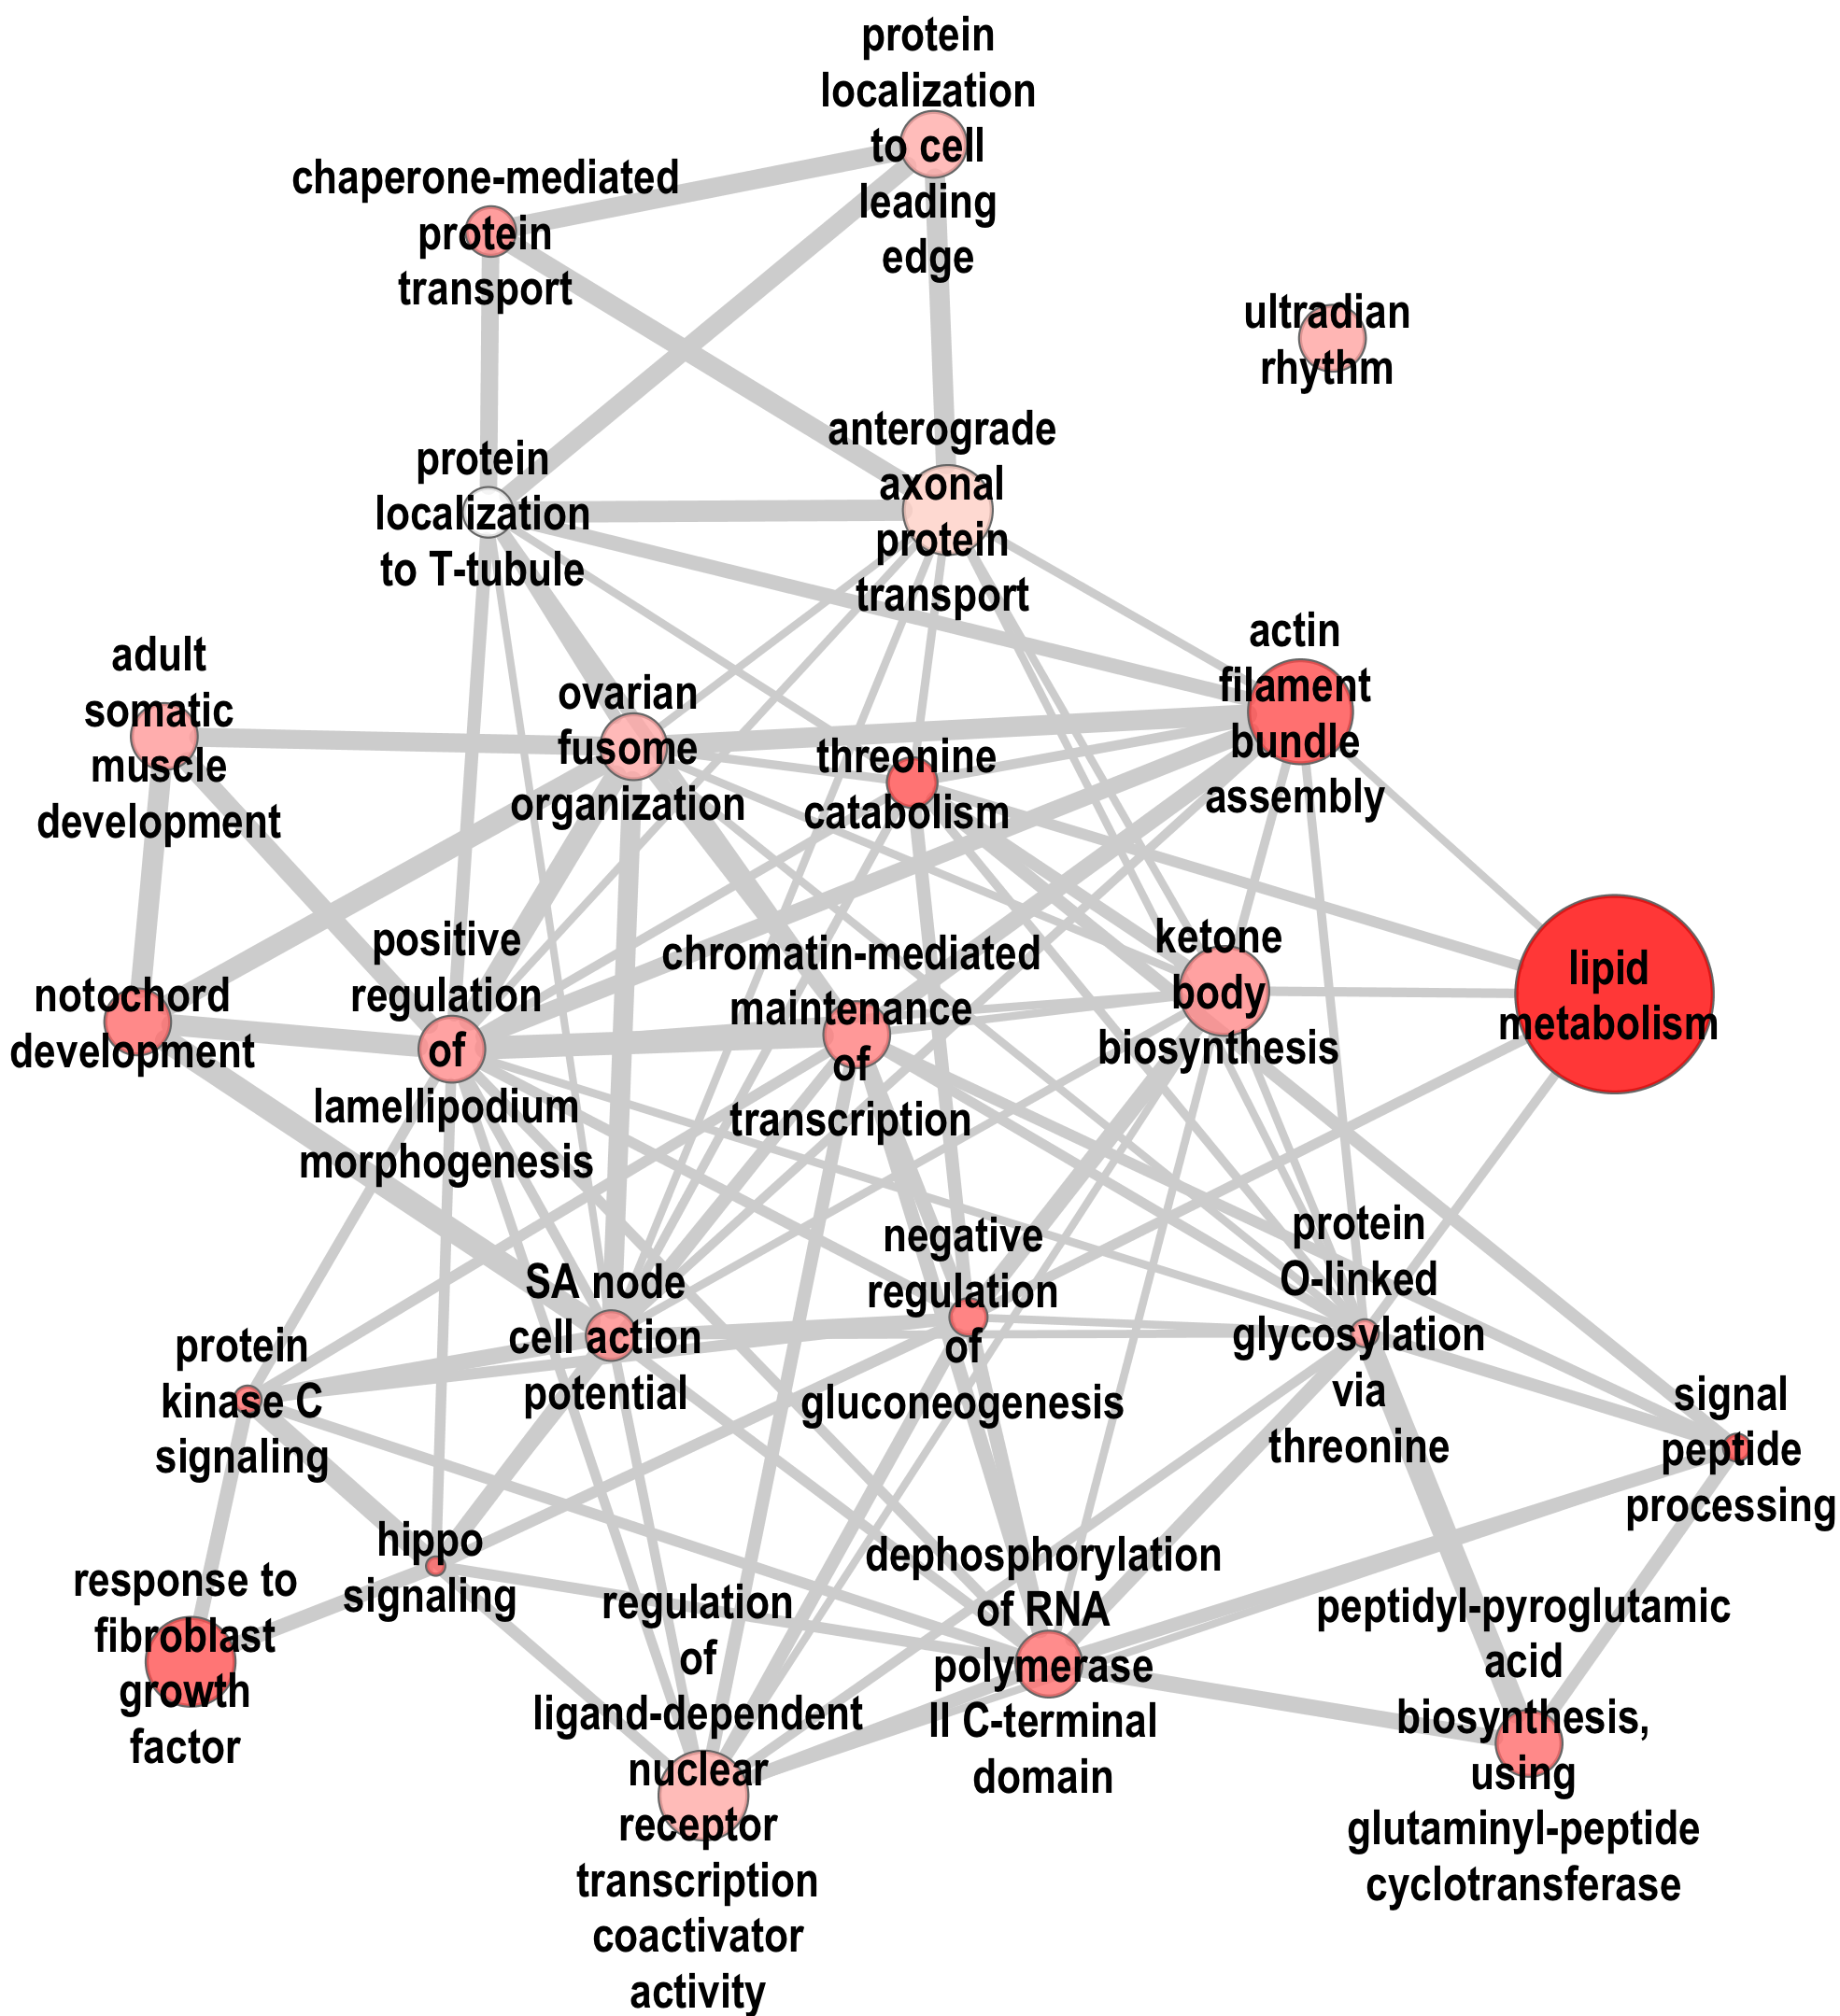 protein
localization
to cell
leading
edge
chaperone-mediated
protein
transport
ultradian
rhythm
anterograde
axonal
protein
transport
protein
localization
to T-tubule
actin
filament
bundle
assembly
adult
somatic
muscle
development
ovarian
fusome
organization
threonine
catabolism
lipid
metabolism
notochord
development
positive
regulation
of
lamellipodium
morphogenesis
chromatin-mediated
maintenance
of
transcription
ketone
body
biosynthesis
negative
regulation
of
gluconeogenesis
protein
O-linked
glycosylation
via
threonine
SA node
cell action
potential
protein
kinase C
signaling
signal
peptide
processing
hippo
signaling
response to
fibroblast
growth
factor
regulation
of
ligand-dependent
nuclear
receptor
transcription
coactivator
activity
dephosphorylation
of RNA
polymerase
II C-terminal
domain
peptidyl-pyroglutamic
acid
biosynthesis,
using
glutaminyl-peptide
cyclotransferase